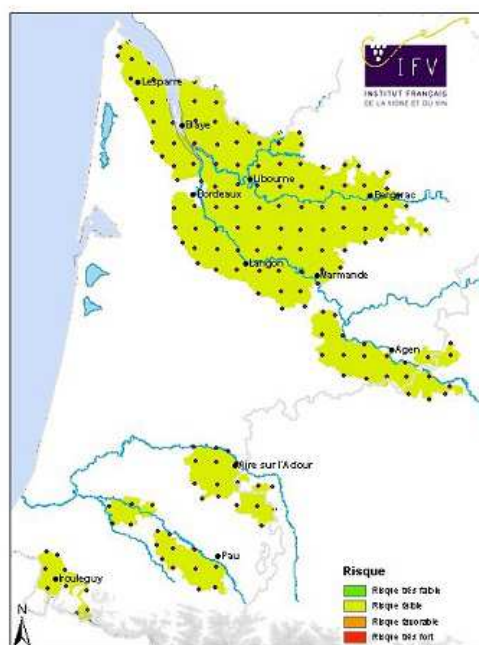 IFV
INSTITUT FRANÇAIS
DE LA VIGNE ET DU VIN
Lesparre
Blaye
Libourne
Bordeaux
Bergerac
Langon
Marmande
Agen
Aire sur l'Adour
Pau
Irouleguy
N
Risque
Risque très faible
Risque faible
Risque favorable
Risque très fort